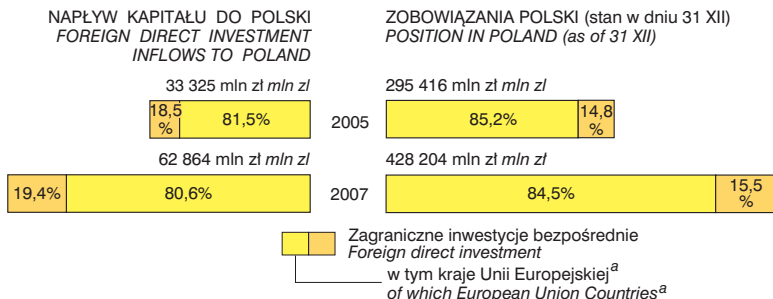 NAPŁYW KAPITAŁU DO POLSKI
FOREIGN DIRECT INVESTMENT
INFLOWS TO POLAND
ZOBOWIĄZANIA POLSKI (stan w dniu 31 XII)
POSITION IN POLAND (as of 31 XII)
33 325 mln zł mln zl
295 416 mln zł mln zl
18,5
%
81,5%
2005
85,2%
14,8
%
62 864 mln zł mln zl
428 204 mln zł mln zł
19,4%
80,6%
2007
84,5%
15,5
%
Zagraniczne inwestycje bezpośrednie
Foreign direct investment
w tym kraje Unii Europejskiej a
of which European Union Countries a